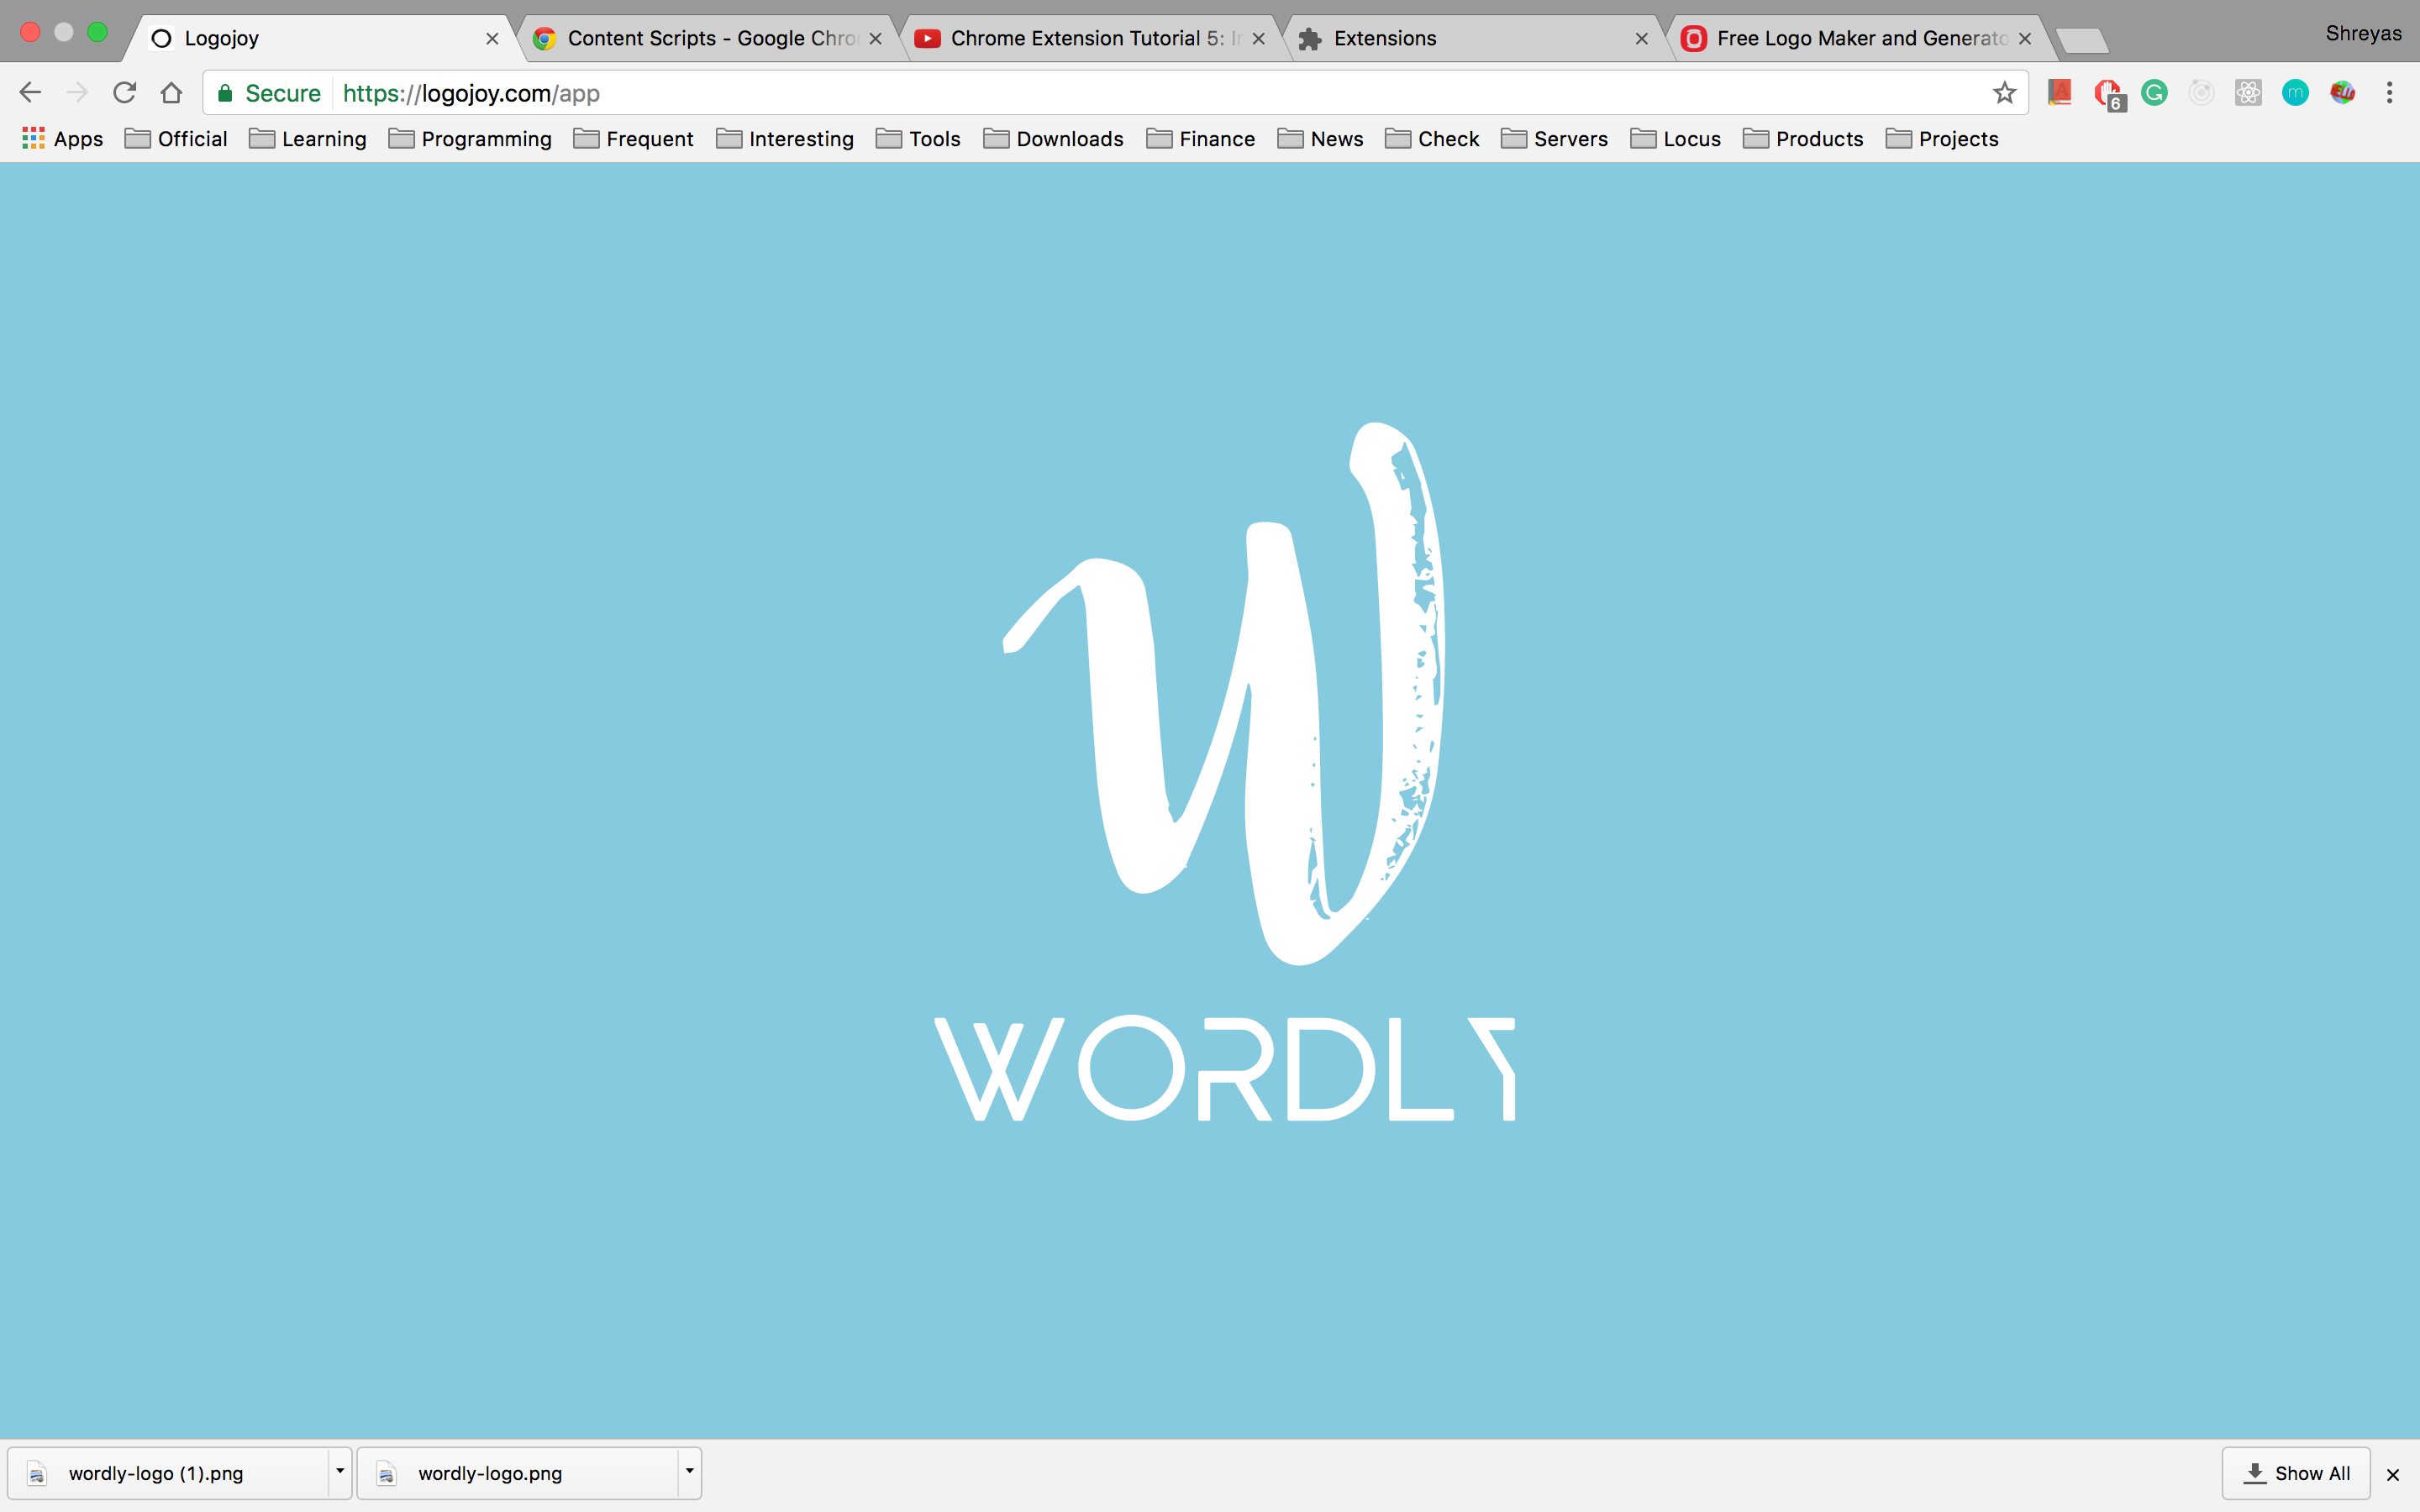 Logojoy
Content Scripts - Google Chro
Chrome Extension Tutorial 5: I
Extensions
Free Logo Maker and Generato
Shreyas
Secure https://logojoy.com/app
6
Apps Official Learning Programming Frequent Interesting Tools Downloads Finance News Check Servers Locus Products Projects
W
WORDLY
wordly-logo (1).png
wordly-logo.png
Show All